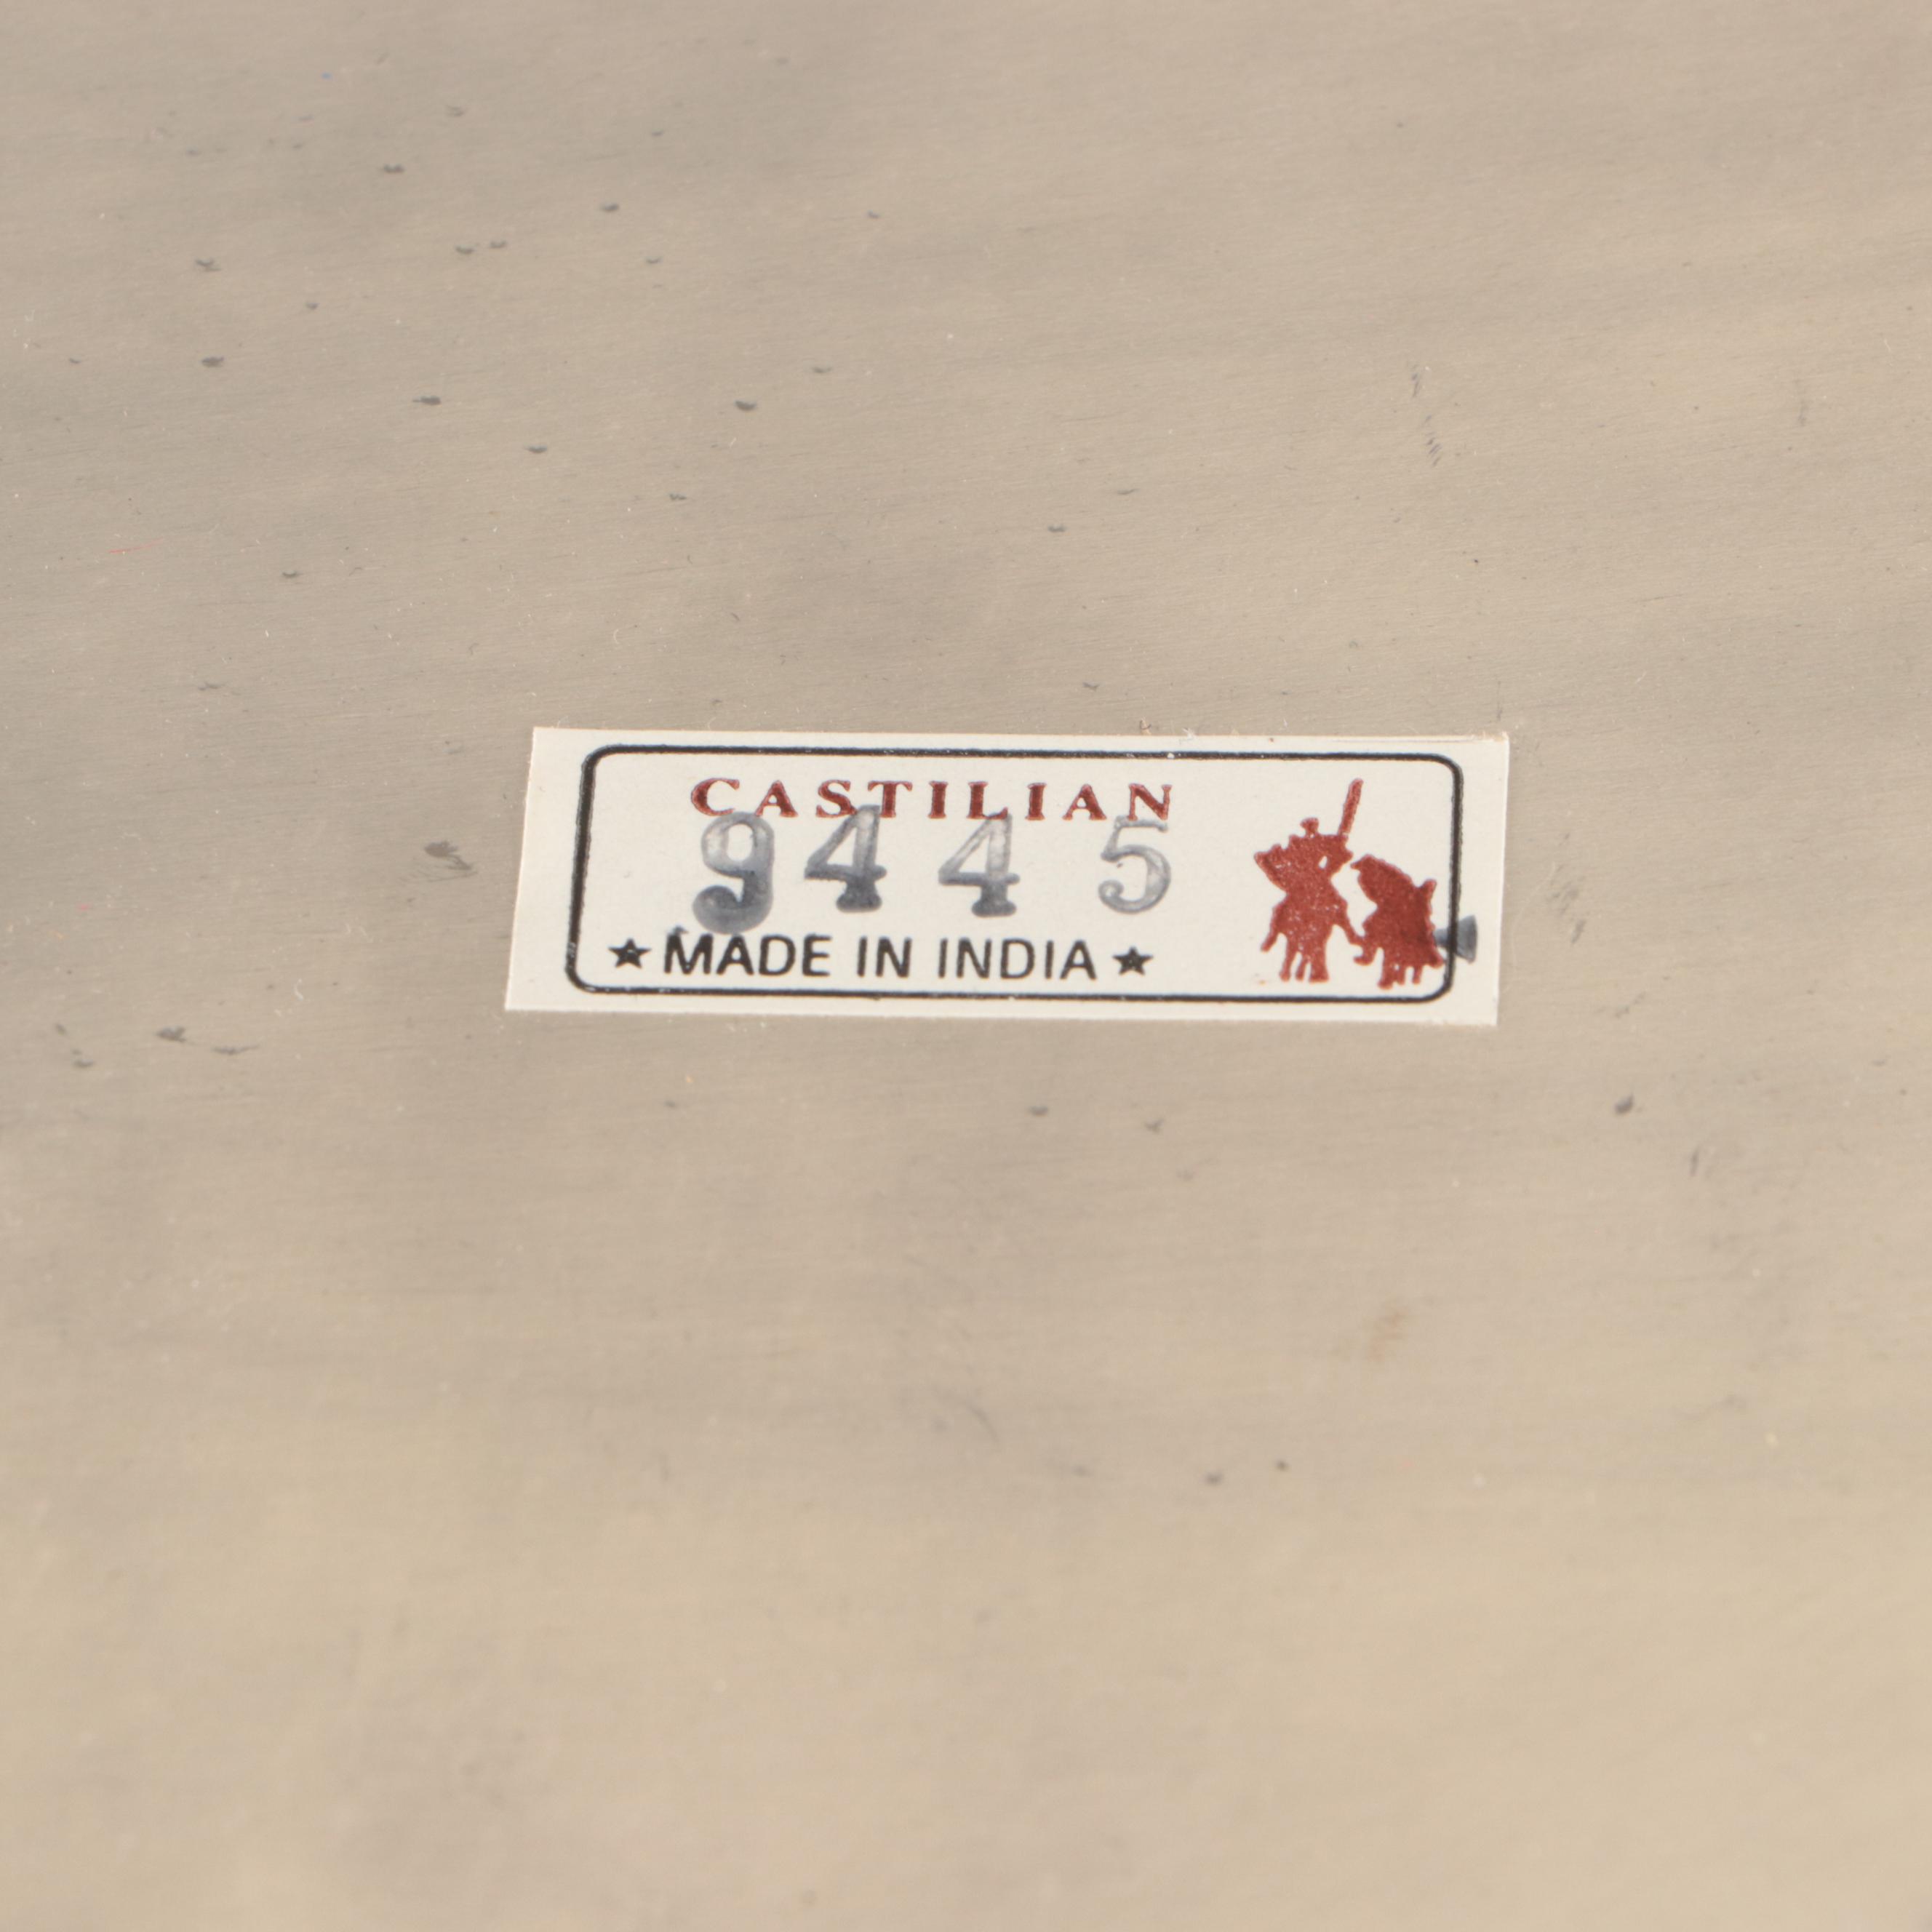 CASTILIAN
9445
★ MADE IN INDIA ★